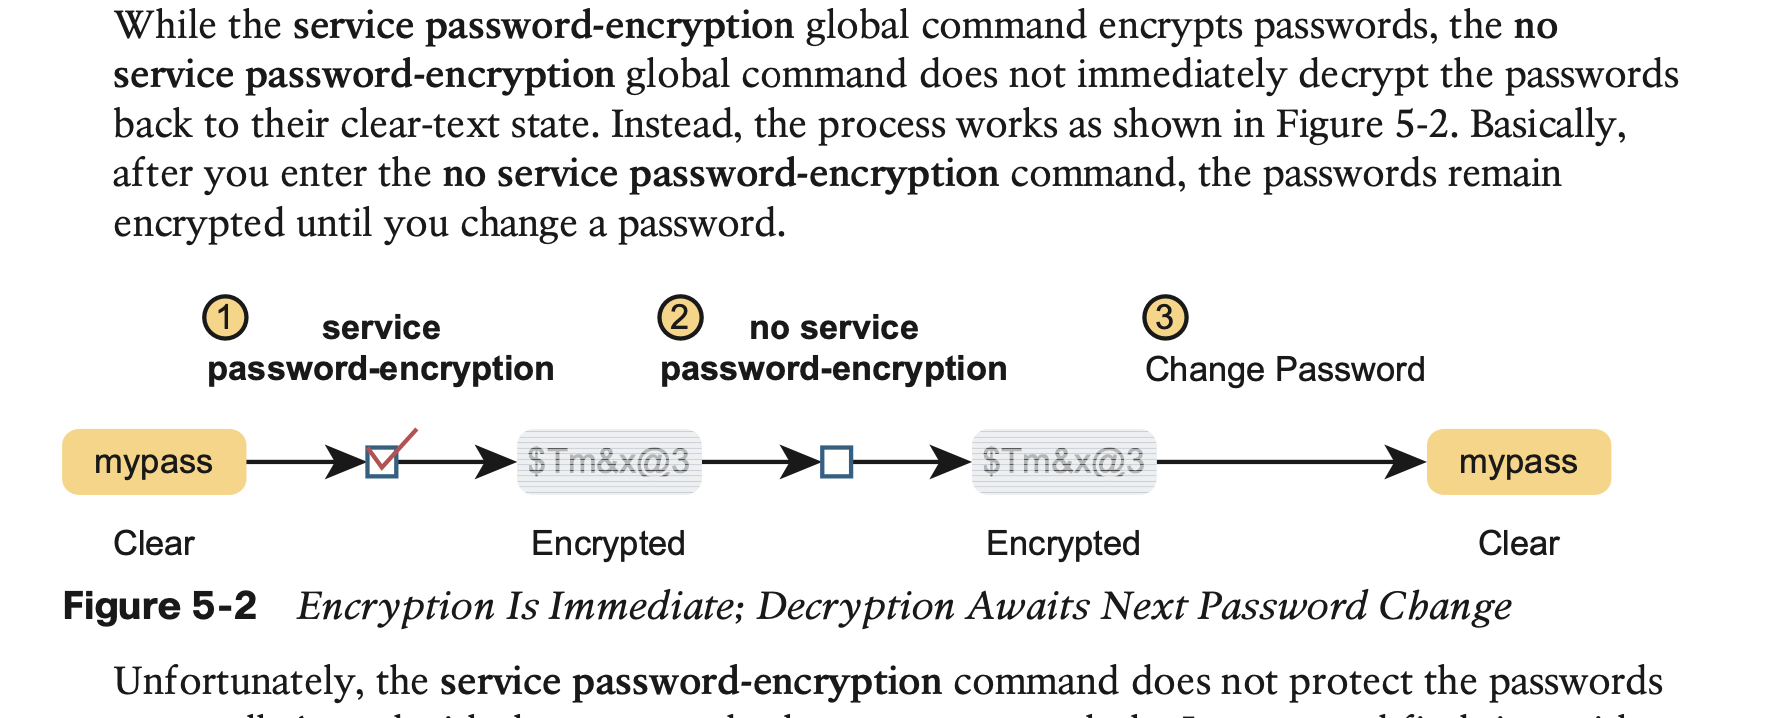 While the service password-encryption global command encrypts passwords, the no
service password-encryption global command does not immediately decrypt the passwords
back to their clear-text state. Instead, the process works as shown in Figure 5-2. Basically,
after you enter the no service password-encryption command, the passwords remain
encrypted until you change a password.
1 service password-encryption
2 no service password-encryption
3 Change Password
mypass $Tm&x@3 $Tm&x@3 mypass
Clear Encrypted Encrypted Clear
Figure 5-2 Encryption Is Immediate; Decryption Awaits Next Password Change
Unfortunately, the service password-encryption command does not protect the passwords